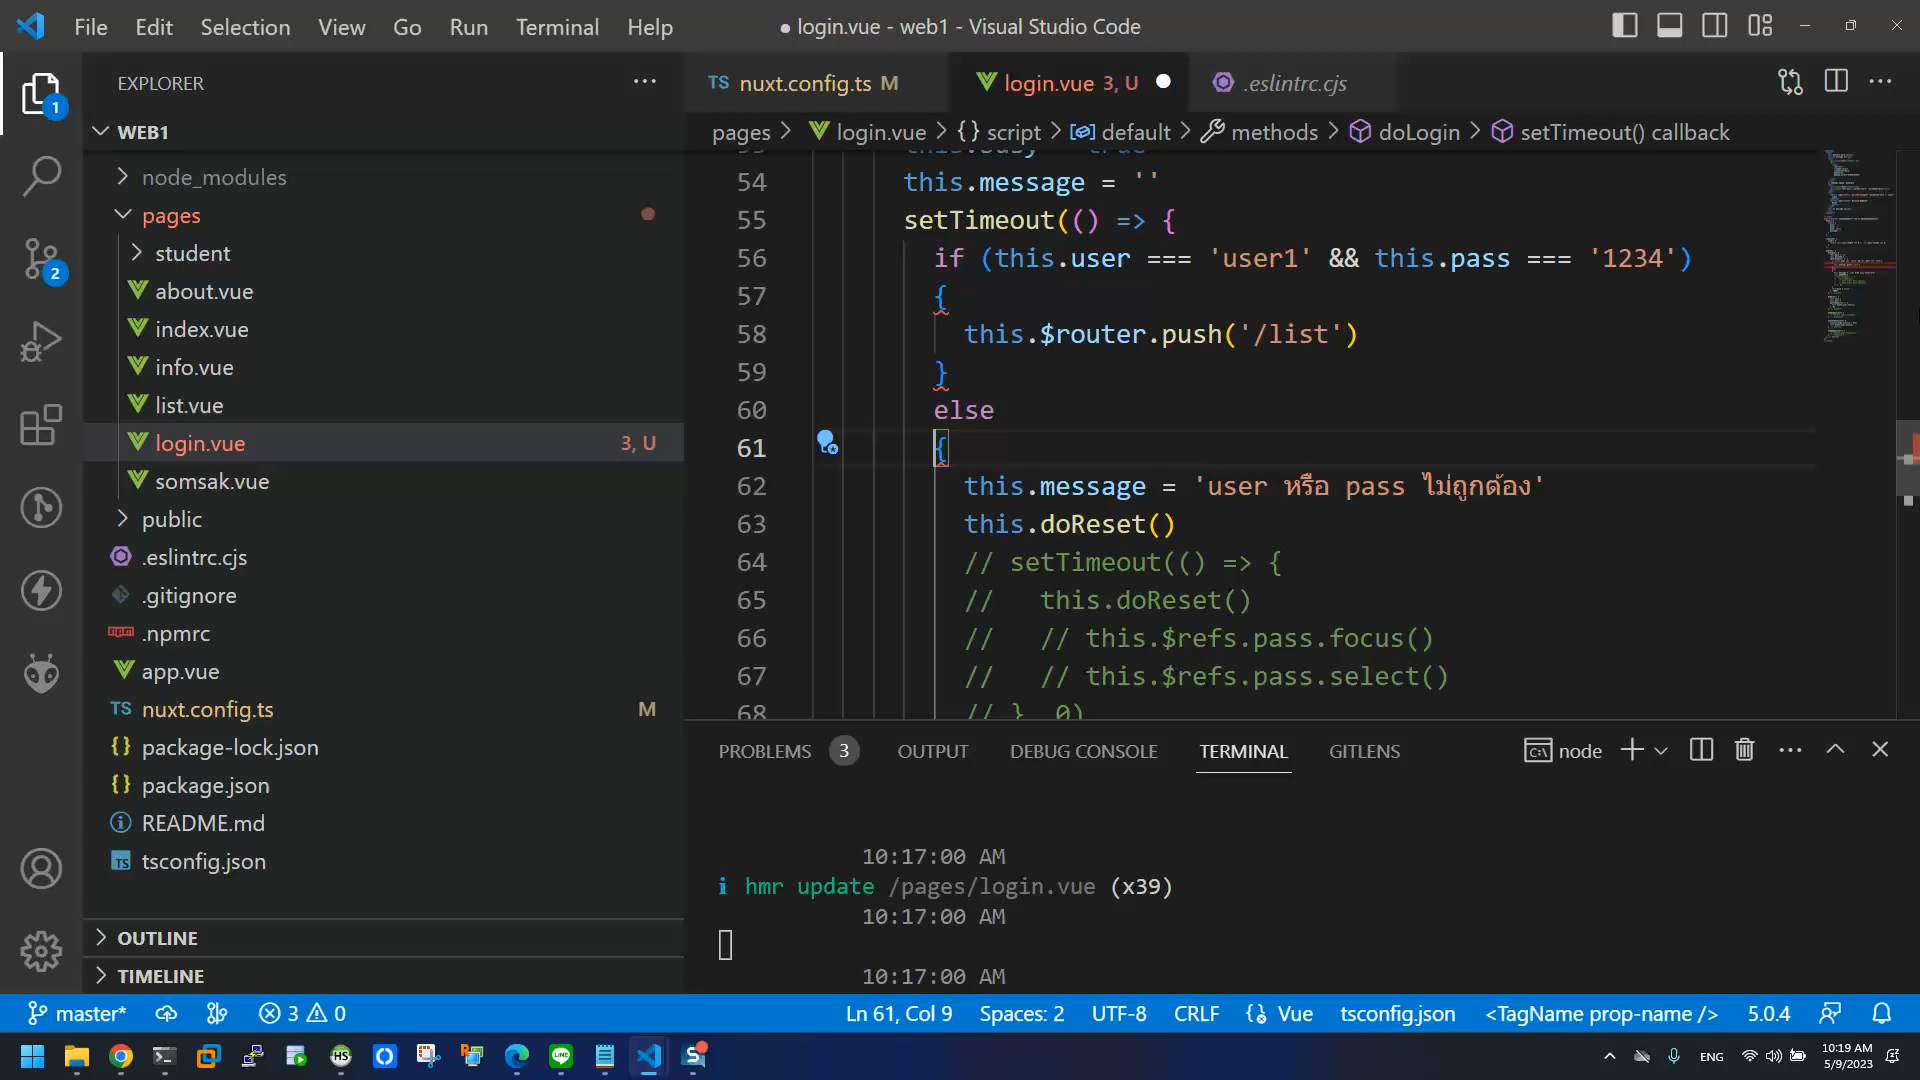 File Edit Selection View Go Run Terminal Help
● login.vue - web1 - Visual Studio Code
EXPLORER
WEB1
node_modules
pages
student
about.vue
index.vue
info.vue
list.vue
login.vue 3, U
somsak.vue
public
.eslintrc.cjs
.gitignore
.npmrc
app.vue
TS nuxt.config.ts M
package-lock.json
package.json
README.md
tsconfig.json
OUTLINE
TIMELINE
1
2
TS nuxt.config.ts M login.vue 3, U .eslintrc.cjs
pages > login.vue > {} script > default > methods > doLogin > setTimeout() callback
54 this.message = ''
55 setTimeout(() => {
56 if (this.user === 'user1' && this.pass === '1234')
57 {
58 this.$router.push('/list')
59 }
60 else
61 {
62 this.message = 'user หรือ pass ไม่ถูกต้อง'
63 this.doReset()
64 // setTimeout(() => {
65 //   this.doReset()
66 //   // this.$refs.pass.focus()
67 //   // this.$refs.pass.select()
68 // }, 0)
PROBLEMS 3 OUTPUT DEBUG CONSOLE TERMINAL GITLENS node
10:17:00 AM
i hmr update /pages/login.vue (x39)
10:17:00 AM
10:17:00 AM
master* 3 0 Ln 61, Col 9 Spaces: 2 UTF-8 CRLF Vue tsconfig.json <TagName prop-name /> 5.0.4
ENG 10:19 AM
5/9/2023